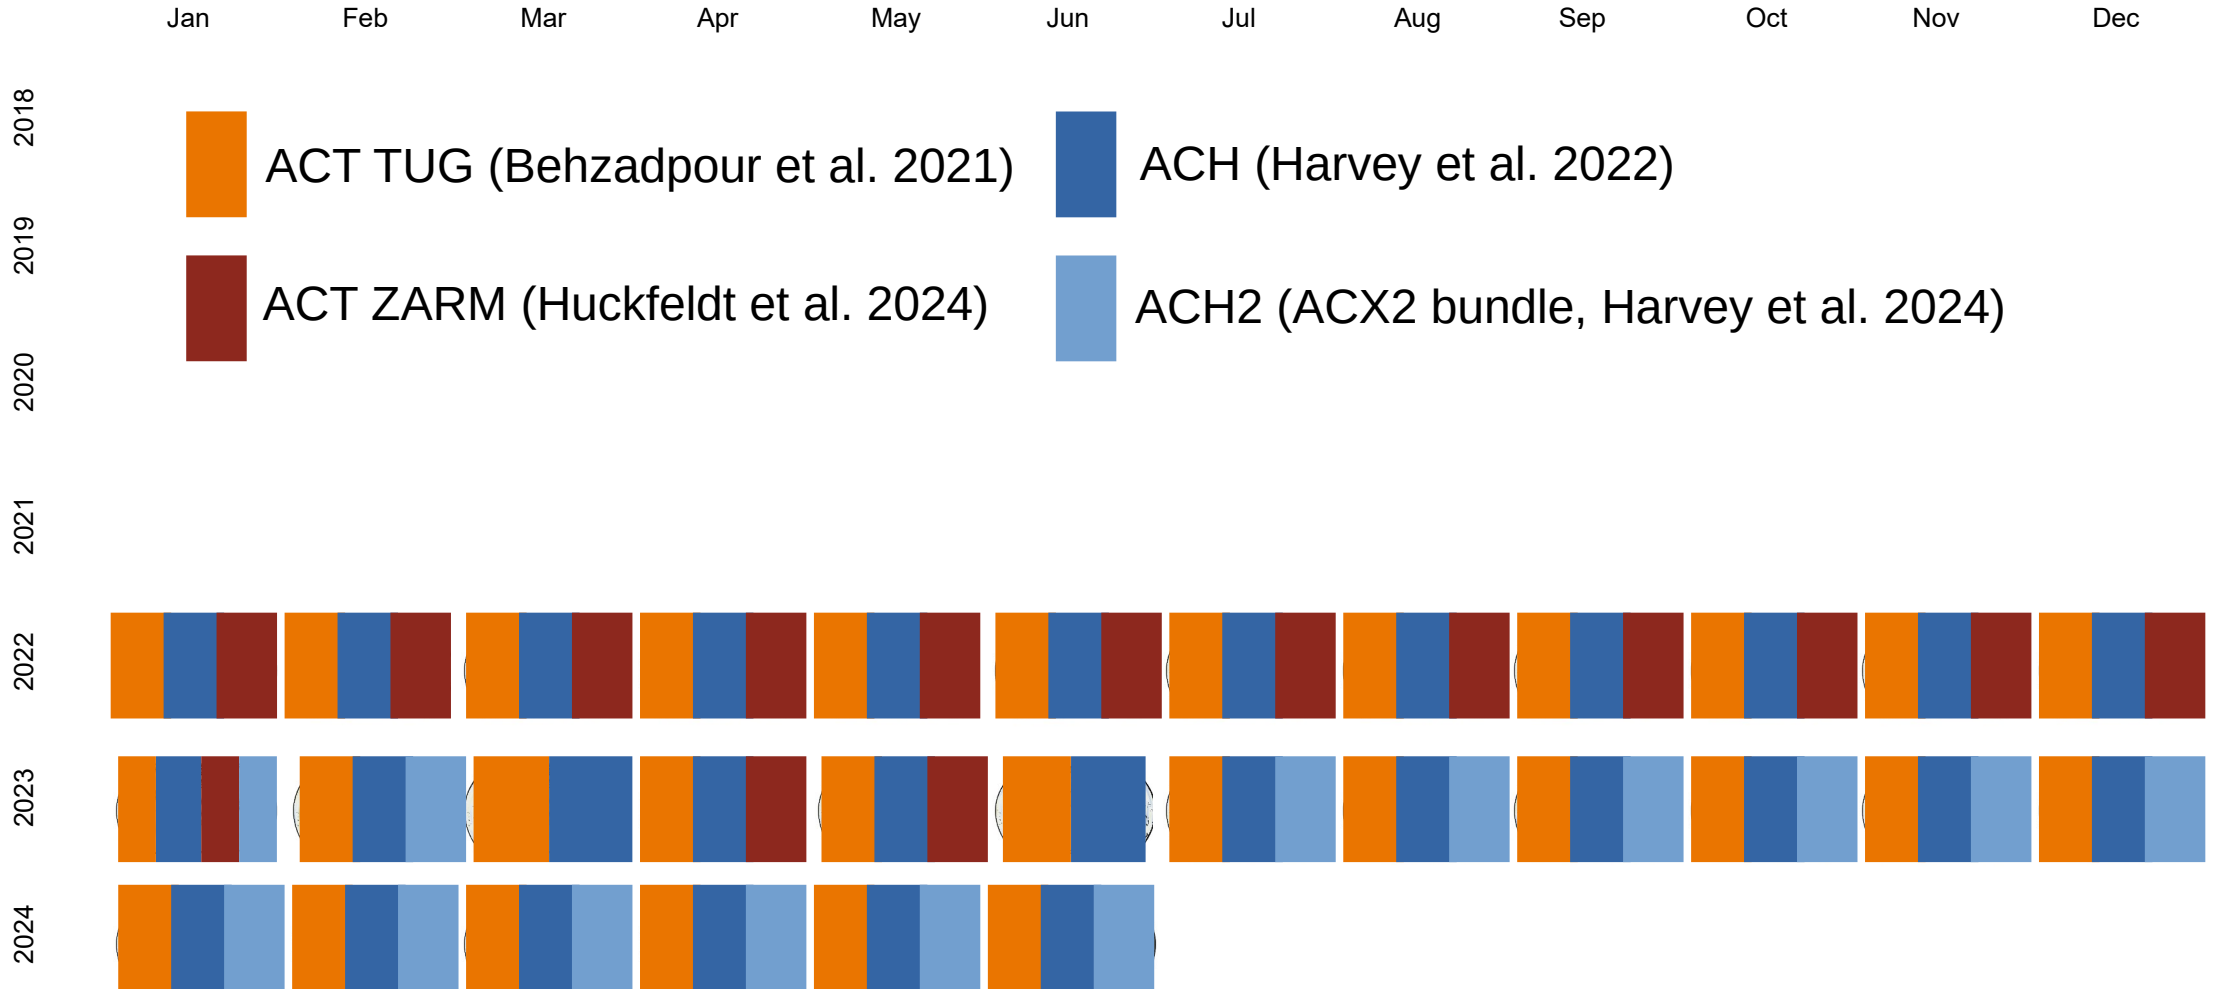 Jan Feb Mar Apr May Jun Jul Aug Sep Oct Nov Dec
2018
ACT TUG (Behzadpour et al. 2021)
ACH (Harvey et al. 2022)
2019
ACT ZARM (Huckfeldt et al. 2024)
ACH2 (ACX2 bundle, Harvey et al. 2024)
2020
2021
2022
2023
2024